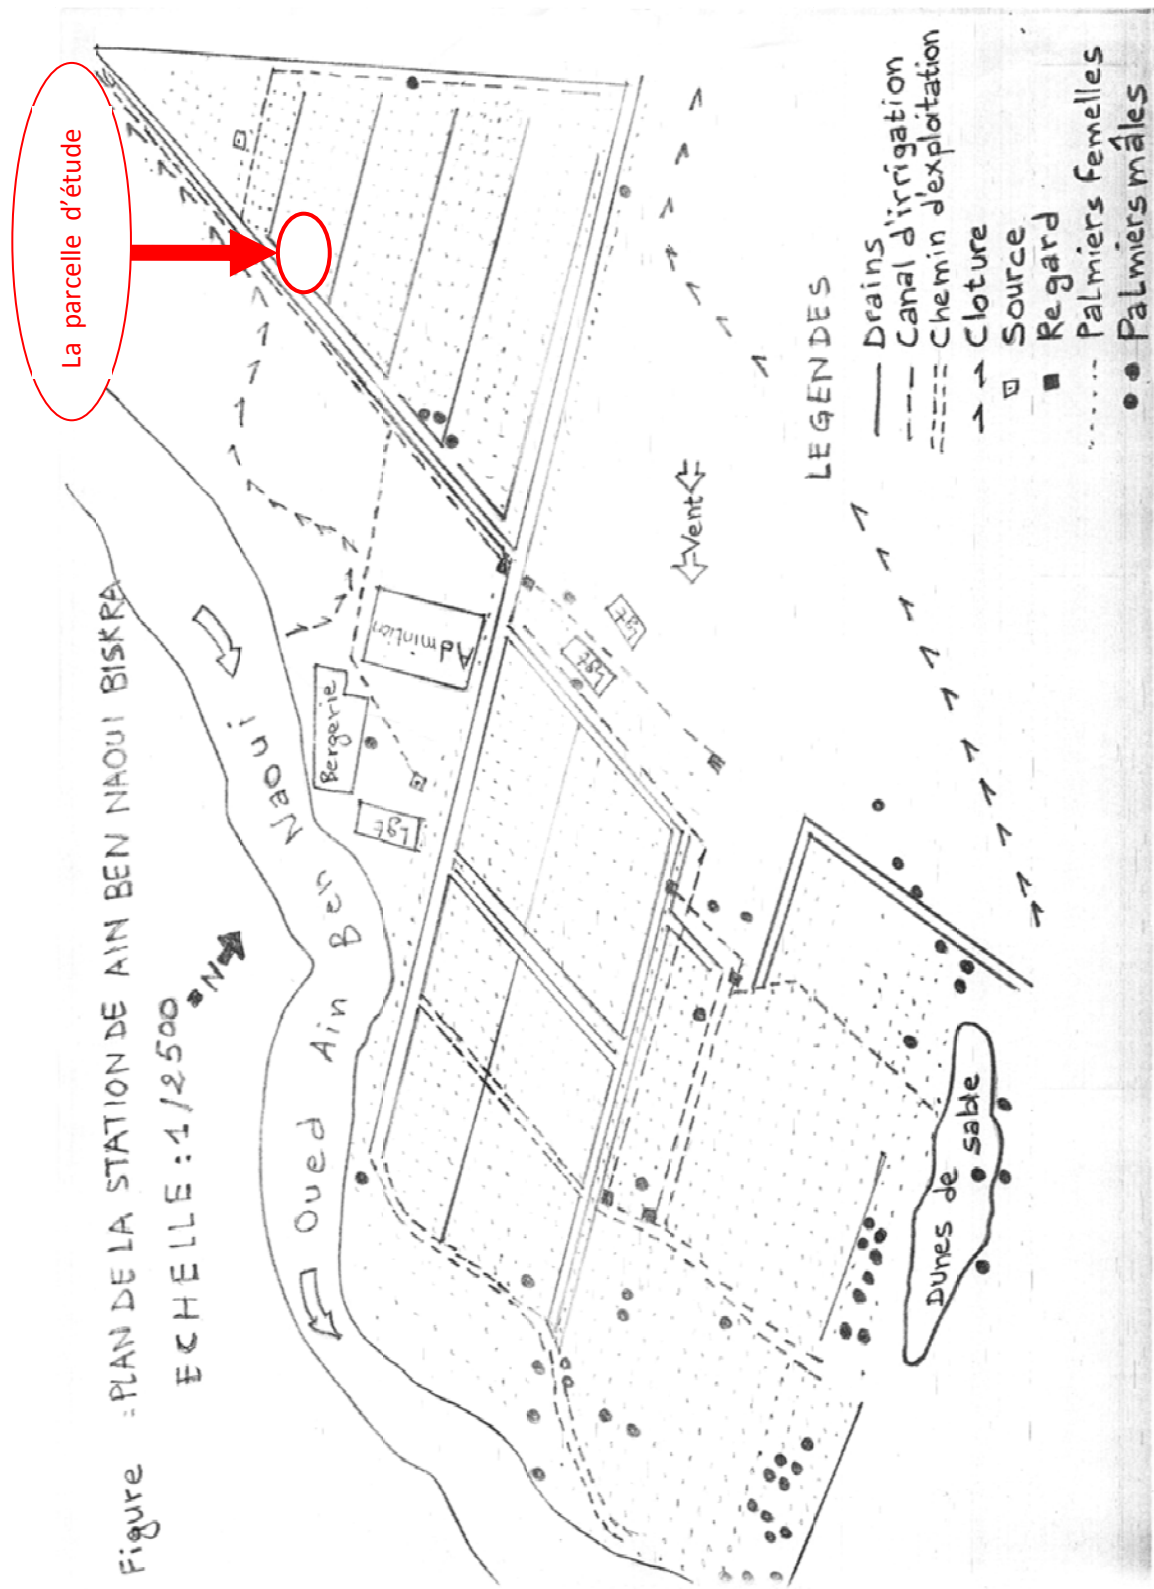 La parcelle d'étude
Figure :PLAN DE LA STATION DE AIN BEN NAOUI BISKRA
ECHELLE:1/2500
N
Oued Ain Ben Naoui
Bergerie
Lgt
Admintion
Lgt
Lgt
Vent
Dunes de sable
LEGENDES
Drains
Canal d'irrigation
Chemin d'exploitation
Cloture
Source
Regard
Palmiers femelles
Palmiers mâles